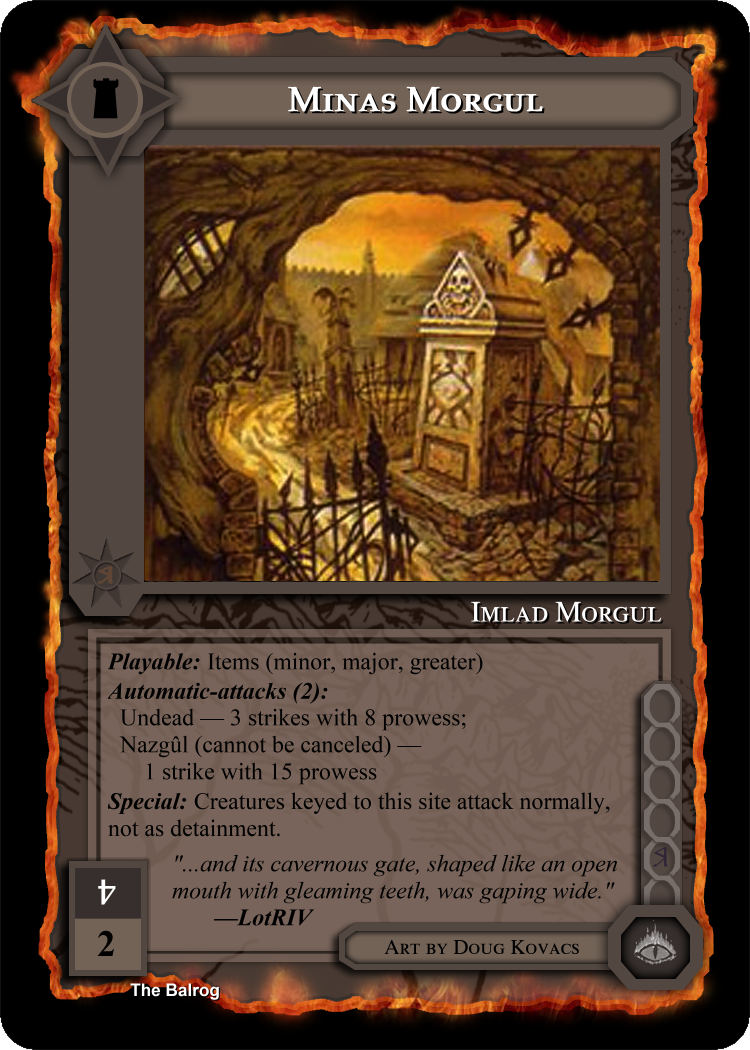 Minas Morgul
Imlad Morgul
Playable: Items (minor, major, greater)
Automatic-attacks (2):
Undead — 3 strikes with 8 prowess;
Nazgûl (cannot be canceled) —
1 strike with 15 prowess
Special: Creatures keyed to this site attack normally,
not as detainment.
"...and its cavernous gate, shaped like an open
mouth with gleaming teeth, was gaping wide."
—LotRIV
4
2
Art by Doug Kovacs
The Balrog